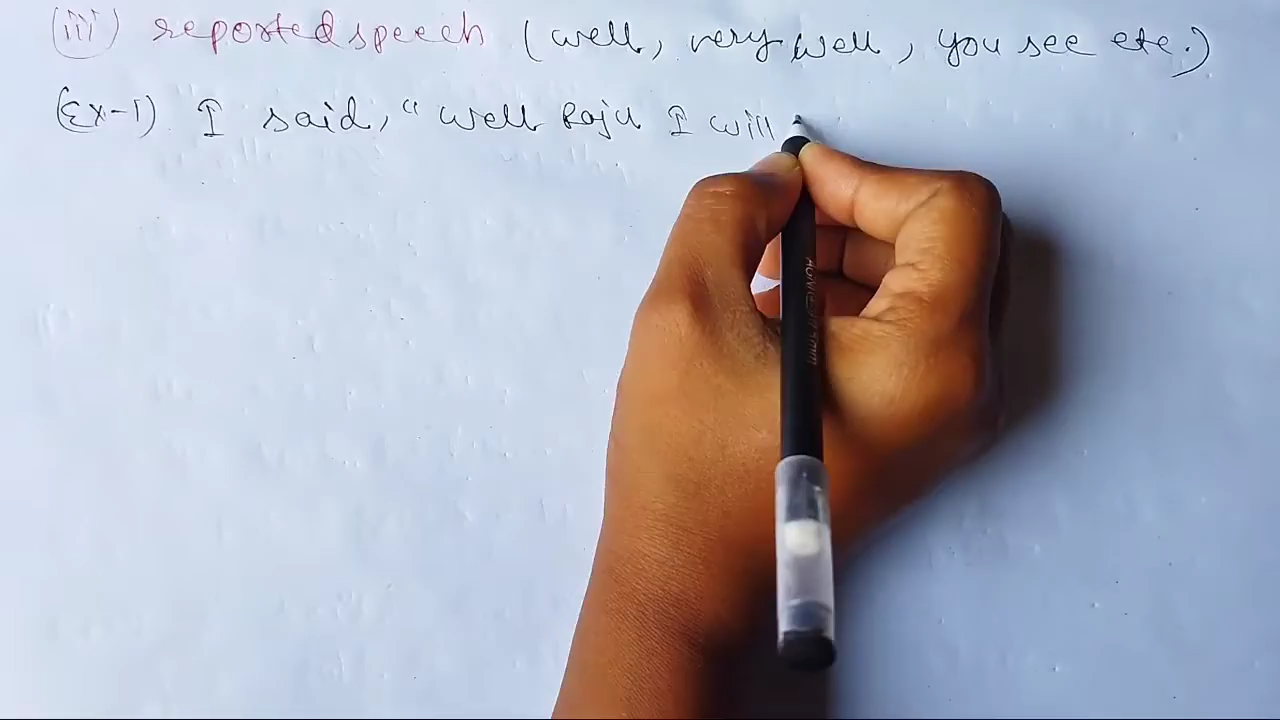 (iii) reported speech (well, very well, you see etc.)
(Ex-1) I said, "well Raju I will